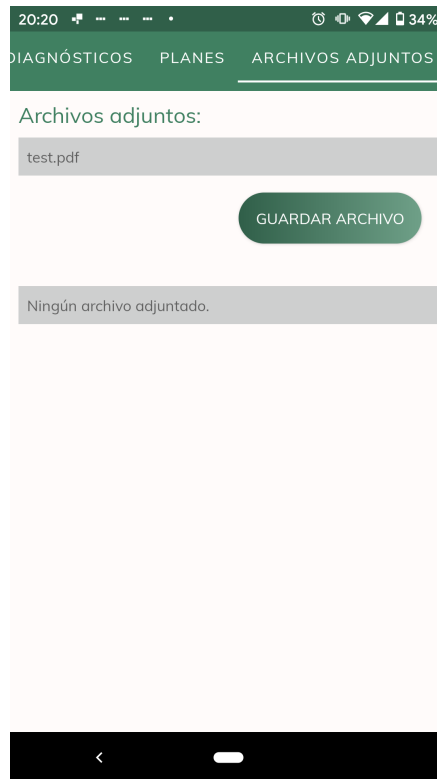 20:20 34%
DIAGNÓSTICOS PLANES ARCHIVOS ADJUNTOS
Archivos adjuntos:
test.pdf
GUARDAR ARCHIVO
Ningún archivo adjuntado.